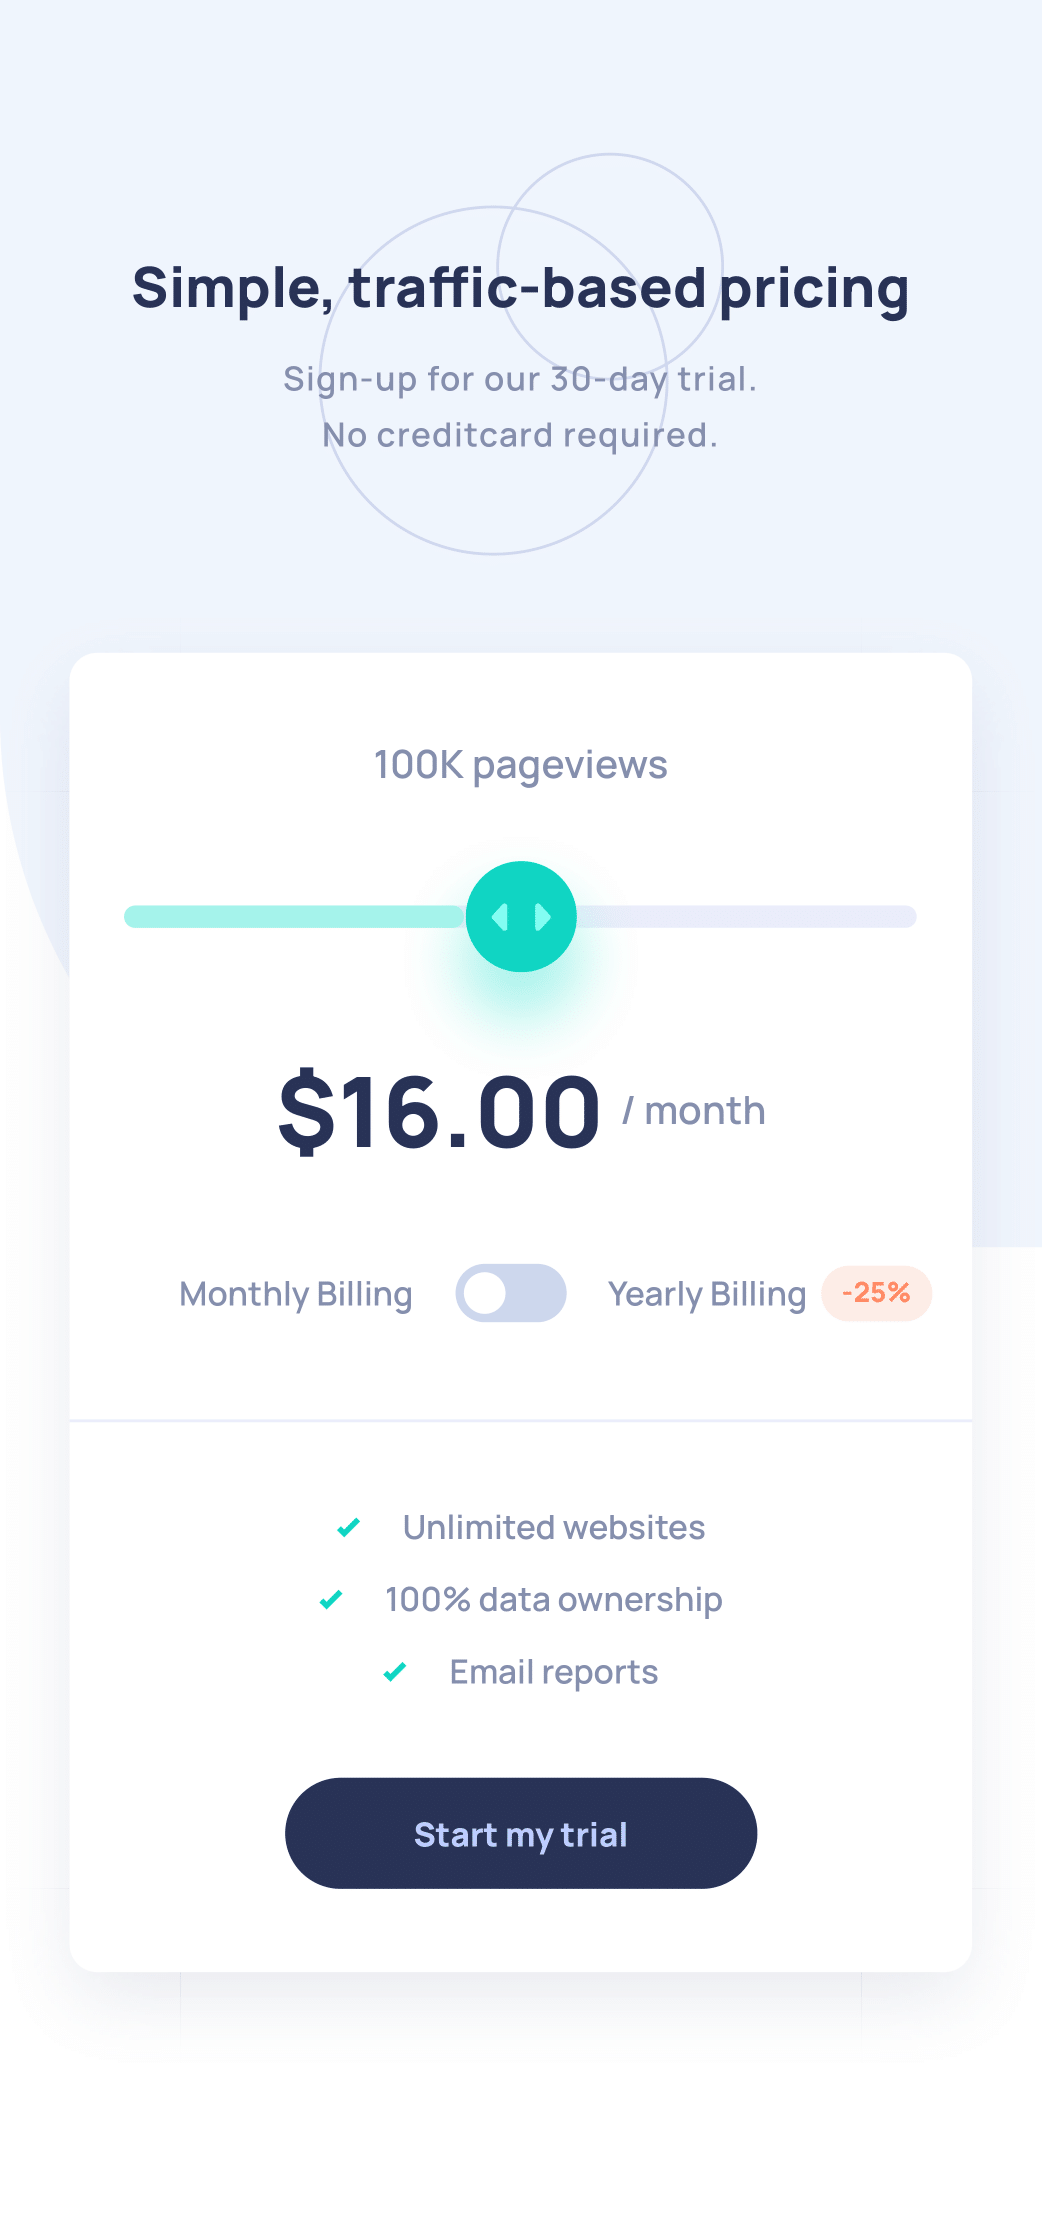 Simple, traffic-based pricing
Sign-up for our 30-day trial.
No creditcard required.
100K pageviews
$16.00 / month
Monthly Billing Yearly Billing -25%
Unlimited websites
100% data ownership
Email reports
Start my trial